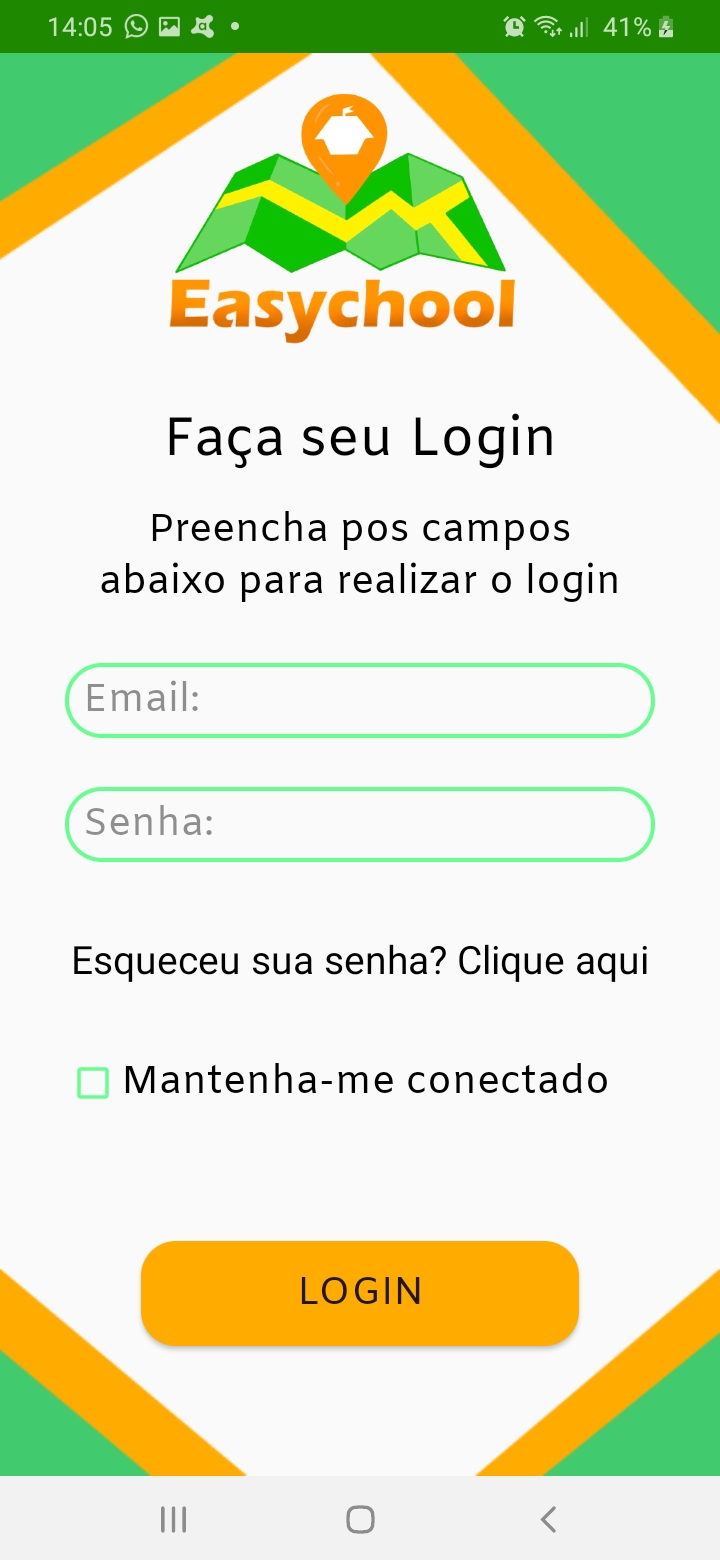 14:05
41%
Easychool
Faça seu Login
Preencha pos campos
abaixo para realizar o login
Email:
Senha:
Esqueceu sua senha? Clique aqui
Mantenha-me conectado
LOGIN